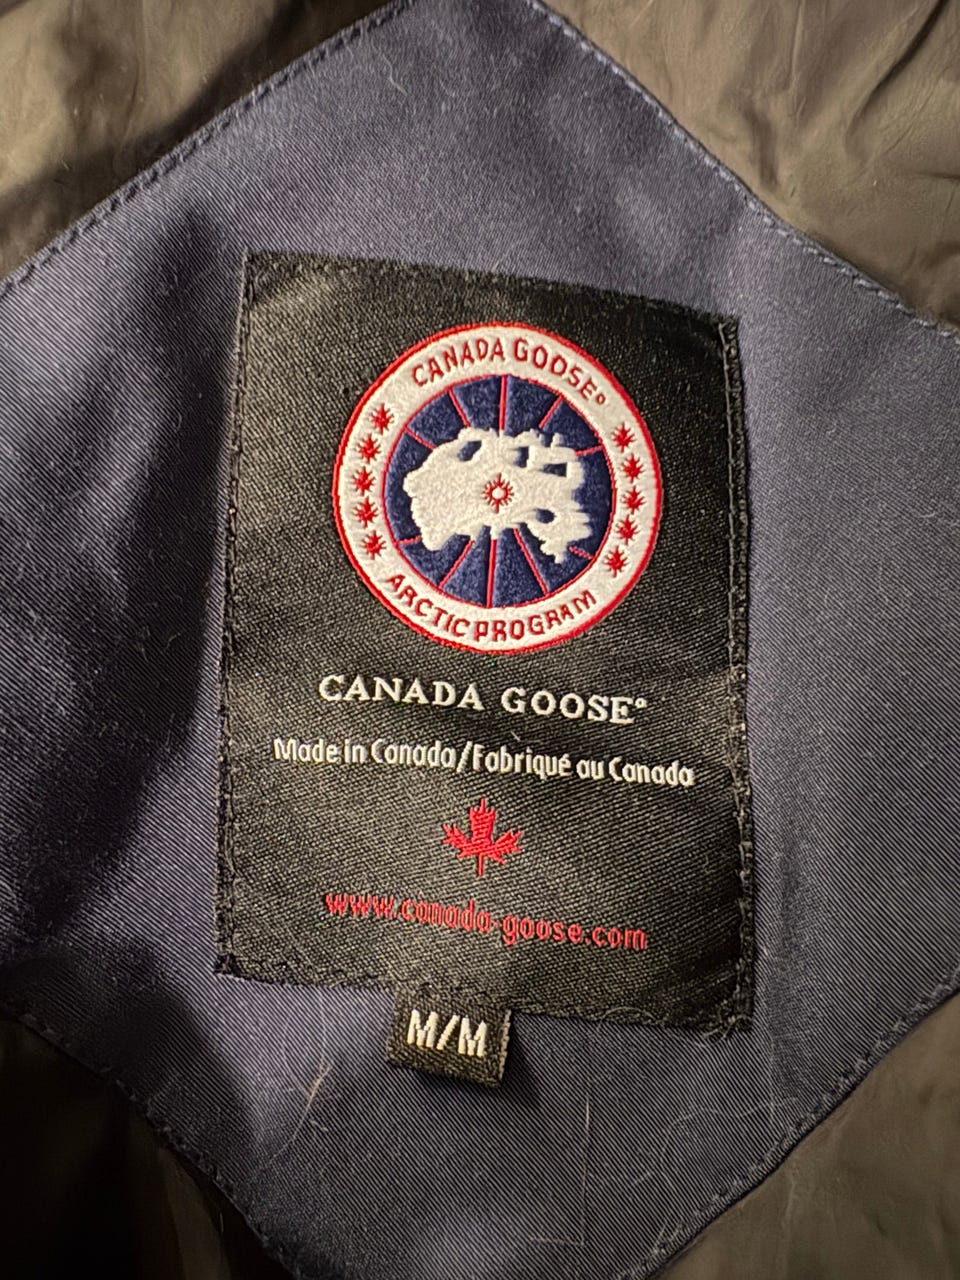 CANADA GOOSE®
ARCTIC PROGRAM
CANADA GOOSE®
Made in Canada/Fabriqué au Canada
www.canada-goose.com
M/M